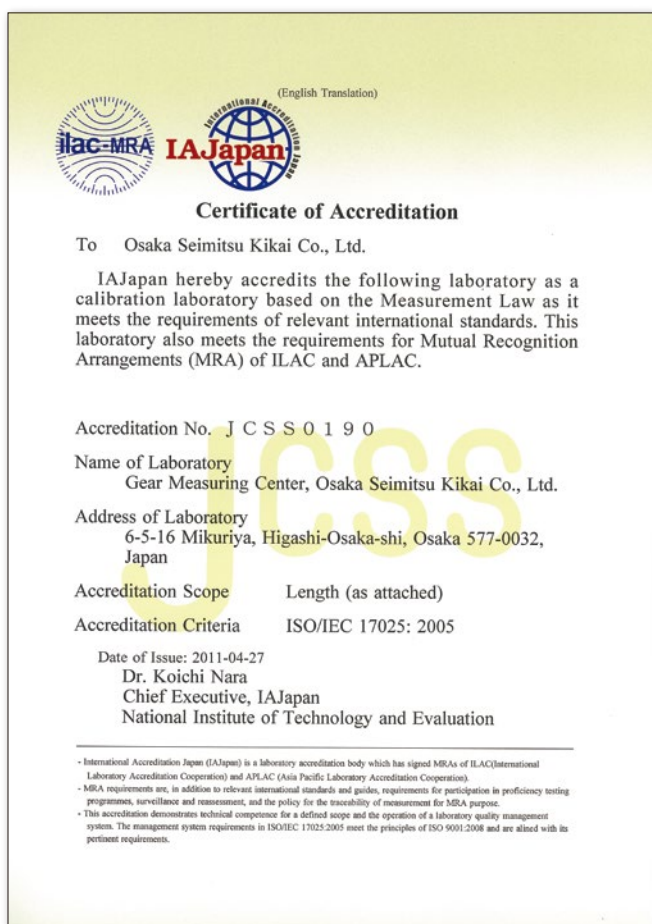 (English Translation)
ilac-MRA
International Accreditation Japan
IAJapan
Certificate of Accreditation
To Osaka Seimitsu Kikai Co., Ltd.
IAJapan hereby accredits the following laboratory as a
calibration laboratory based on the Measurement Law as it
meets the requirements of relevant international standards. This
laboratory also meets the requirements for Mutual Recognition
Arrangements (MRA) of ILAC and APLAC.
JCSS
Accreditation No. JCSS0190
Name of Laboratory
Gear Measuring Center, Osaka Seimitsu Kikai Co., Ltd.
Address of Laboratory
6-5-16 Mikuriya, Higashi-Osaka-shi, Osaka 577-0032,
Japan
Accreditation Scope Length (as attached)
Accreditation Criteria ISO/IEC 17025: 2005
Date of Issue: 2011-04-27
Dr. Koichi Nara
Chief Executive, IAJapan
National Institute of Technology and Evaluation
- International Accreditation Japan (IAJapan) is a laboratory accreditation body which has signed MRAs of ILAC(International
Laboratory Accreditation Cooperation) and APLAC (Asia Pacific Laboratory Accreditation Cooperation).
- MRA requirements are, in addition to relevant international standards and guides, requirements for participation in proficiency testing
programmes, surveillance and reassessment, and the policy for the traceability of measurement for MRA purpose.
- This accreditation demonstrates technical competence for a defined scope and the operation of a laboratory quality management
system. The management system requirements in ISO/IEC 17025:2005 meet the principles of ISO 9001:2008 and are alined with its
pertinent requirements.